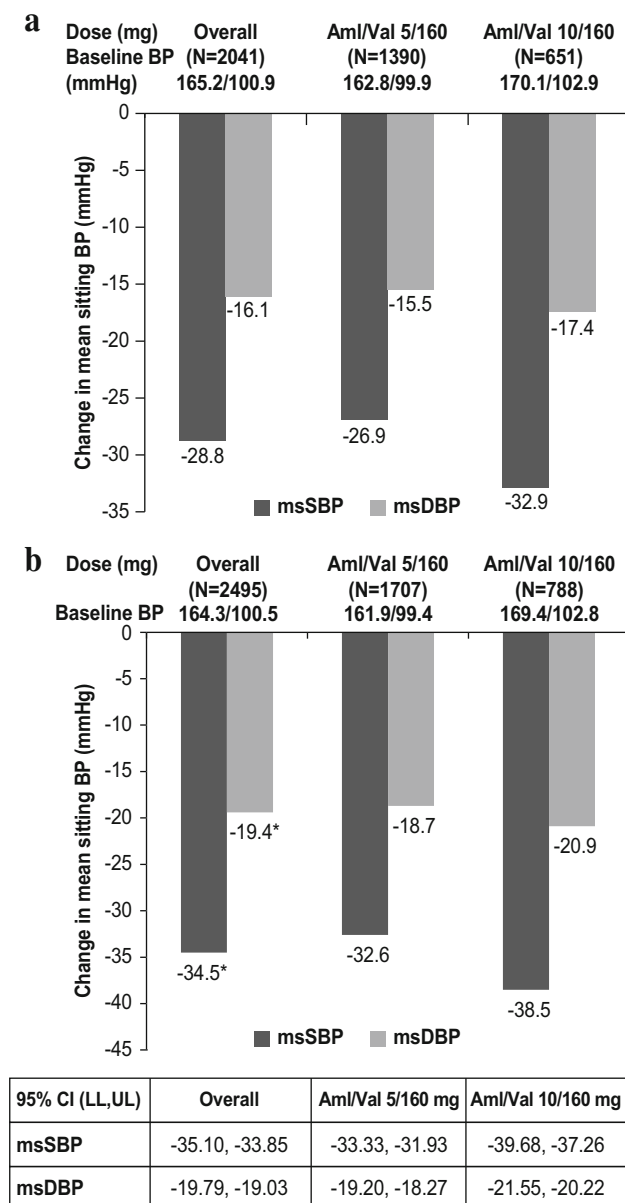 a
Dose (mg) Overall Aml/Val 5/160 Aml/Val 10/160
Baseline BP (N=2041) (N=1390) (N=651)
(mmHg) 165.2/100.9 162.8/99.9 170.1/102.9
Change in mean sitting BP (mmHg)
0
-5
-10
-15
-20
-25
-30
-35
-28.8
-16.1
-26.9
-15.5
-32.9
-17.4
msSBP msDBP
b
Dose (mg) Overall Aml/Val 5/160 Aml/Val 10/160
(N=2495) (N=1707) (N=788)
Baseline BP 164.3/100.5 161.9/99.4 169.4/102.8
Change in mean sitting BP (mmHg)
0
-5
-10
-15
-20
-25
-30
-35
-40
-45
-34.5*
-19.4*
-32.6
-18.7
-38.5
-20.9
msSBP msDBP
95% CI (LL,UL) Overall Aml/Val 5/160 mg Aml/Val 10/160 mg
msSBP -35.10, -33.85 -33.33, -31.93 -39.68, -37.26
msDBP -19.79, -19.03 -19.20, -18.27 -21.55, -20.22